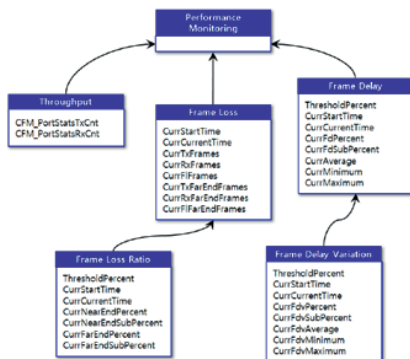 Performance
Monitoring
Throughput
CFM_PortStatsTxCnt
CFM_PortStatsRxCnt
Frame Loss
CurrStartTime
CurrCurrentTime
CurrTxFrames
CurrRxFrames
CurrFlFrames
CurrTxFarEndFrames
CurrRxFarEndFrames
CurrFlFarEndFrames
Frame Delay
ThresholdPercent
CurrStartTime
CurrCurrentTime
CurrFdPercent
CurrFdSubPercent
CurrAverage
CurrMinimum
CurrMaximum
Frame Loss Ratio
ThresholdPercent
CurrStartTime
CurrCurrentTime
CurrNearEndPercent
CurrNearEndSubPercent
CurrFarEndPercent
CurrFarEndSubPercent
Frame Delay Variation
ThresholdPercent
CurrStartTime
CurrCurrentTime
CurrFdvPercent
CurrFdvSubPercent
CurrFdvAverage
CurrFdvMinimum
CurrFdvMaximum